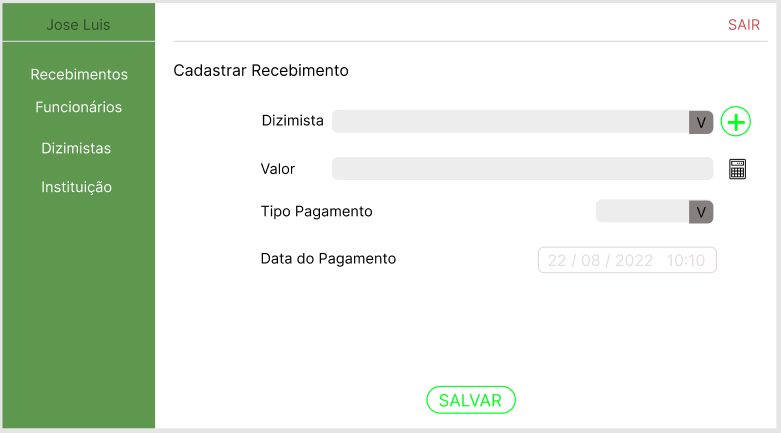 Jose Luis
SAIR
Recebimentos
Funcionários
Dizimistas
Instituição
Cadastrar Recebimento
Dizimista V
Valor
Tipo Pagamento V
Data do Pagamento 22 / 08 / 2022 10:10
SALVAR